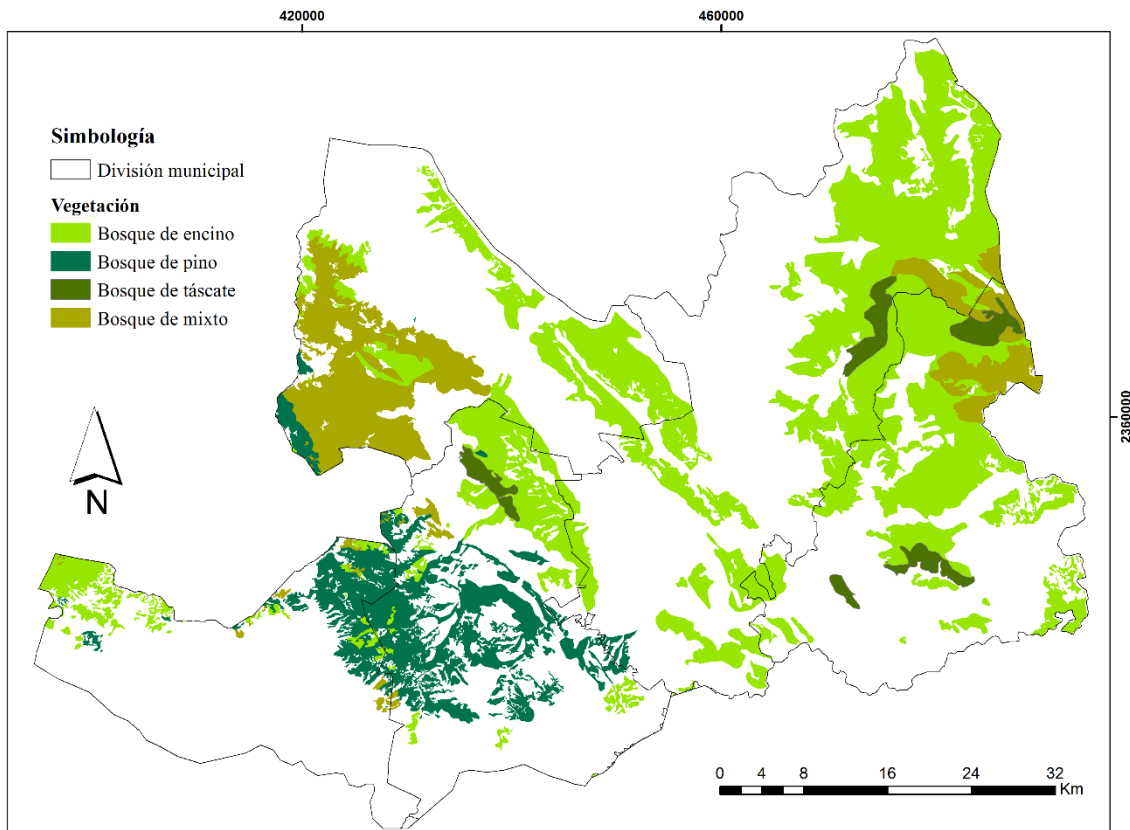 420000
460000
Simbología
División municipal
Vegetación
Bosque de encino
Bosque de pino
Bosque de táscate
Bosque de mixto
2360000
N
0 2 4 8 16 24 32
Km